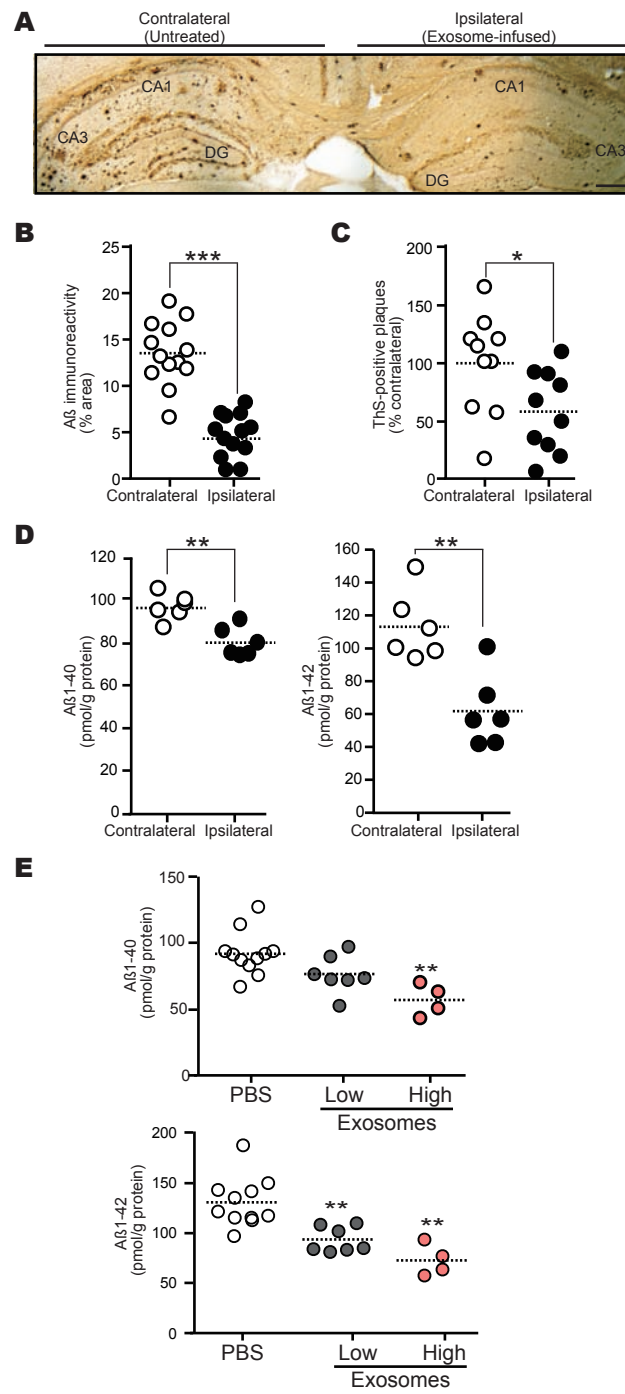 A
Contralateral
(Untreated)
Ipsilateral
(Exosome-infused)
CA1
CA3
DG
CA1
CA3
DG
B
Aß immunoreactivity
(% area)
25
20
15
10
5
0
***
Contralateral
Ipsilateral
C
ThS-positive plaques
(% contralateral)
200
150
100
50
0
*
Contralateral
Ipsilateral
D
Aß1-40
(pmol/g protein)
120
100
80
60
40
20
0
**
Contralateral
Ipsilateral
Aß1-42
(pmol/g protein)
160
140
120
100
80
60
40
20
0
**
Contralateral
Ipsilateral
E
Aß1-40
(pmol/g protein)
150
100
50
0
**
PBS
Low
High
Exosomes
Aß1-42
(pmol/g protein)
200
150
100
50
0
**
**
PBS
Low
High
Exosomes